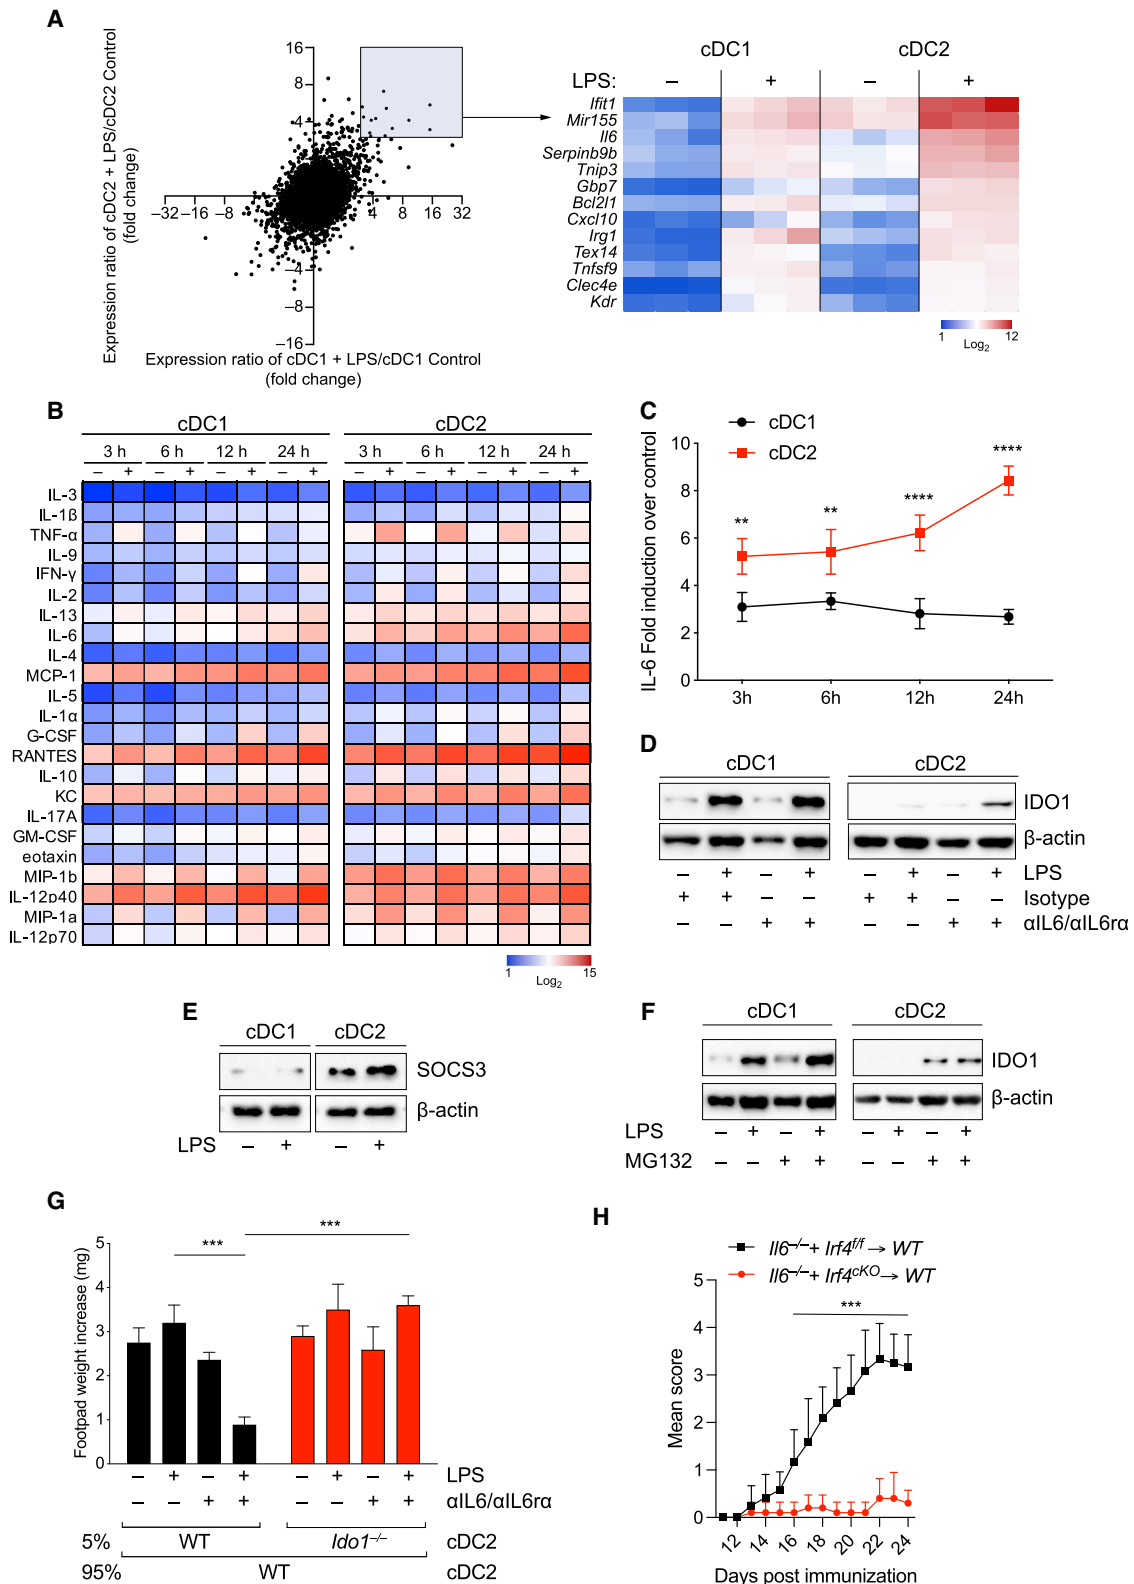 A
Expression ratio of cDC2 + LPS/cDC2 Control
(fold change)
16
8
4
–32 –16 –8 4 8 16 32
–4
–8
–16
Expression ratio of cDC1 + LPS/cDC1 Control
(fold change)
cDC1 cDC2
LPS: – + – +
Ifit1
Mir155
Il6
Serpinb9b
Tnip3
Gbp7
Bcl2l1
Cxcl10
Irg1
Tex14
Tnfsf9
Clec4e
Kdr
1 12
Log2
B
cDC1 cDC2
3 h 6 h 12 h 24 h 3 h 6 h 12 h 24 h
– + – + – + – + – + – + – + – +
IL-3
IL-1ß
TNF-α
IL-9
IFN-γ
IL-2
IL-13
IL-6
IL-4
MCP-1
IL-5
IL-1α
G-CSF
RANTES
IL-10
KC
IL-17A
GM-CSF
eotaxin
MIP-1b
IL-12p40
MIP-1a
IL-12p70
1 15
Log2
C
cDC1
cDC2
IL-6 Fold induction over control
10
8
6
4
2
0
** ** **** ****
3h 6h 12h 24h
D
cDC1 cDC2
IDO1
β-actin
– + – + – + – + LPS
+ + – – + + – – Isotype
– – + + – – + + αIL6/αIL6rα
E
cDC1 cDC2
SOCS3
β-actin
LPS – + – +
F
cDC1 cDC2
IDO1
β-actin
LPS – + – + – + – +
MG132 – – + + – – + +
G
Footpad weight increase (mg)
5
4
3
2
1
0
*** ***
– + – + – + – + LPS
– – + + – – + + αIL6/αIL6rα
5% WT Ido1–/– cDC2
95% WT cDC2
H
Il6–/–+ Irf4f/f → WT
Il6–/–+ Irf4cKO → WT
Mean score
5
4
3
2
1
0
***
12 14 16 18 20 22 24
Days post immunization